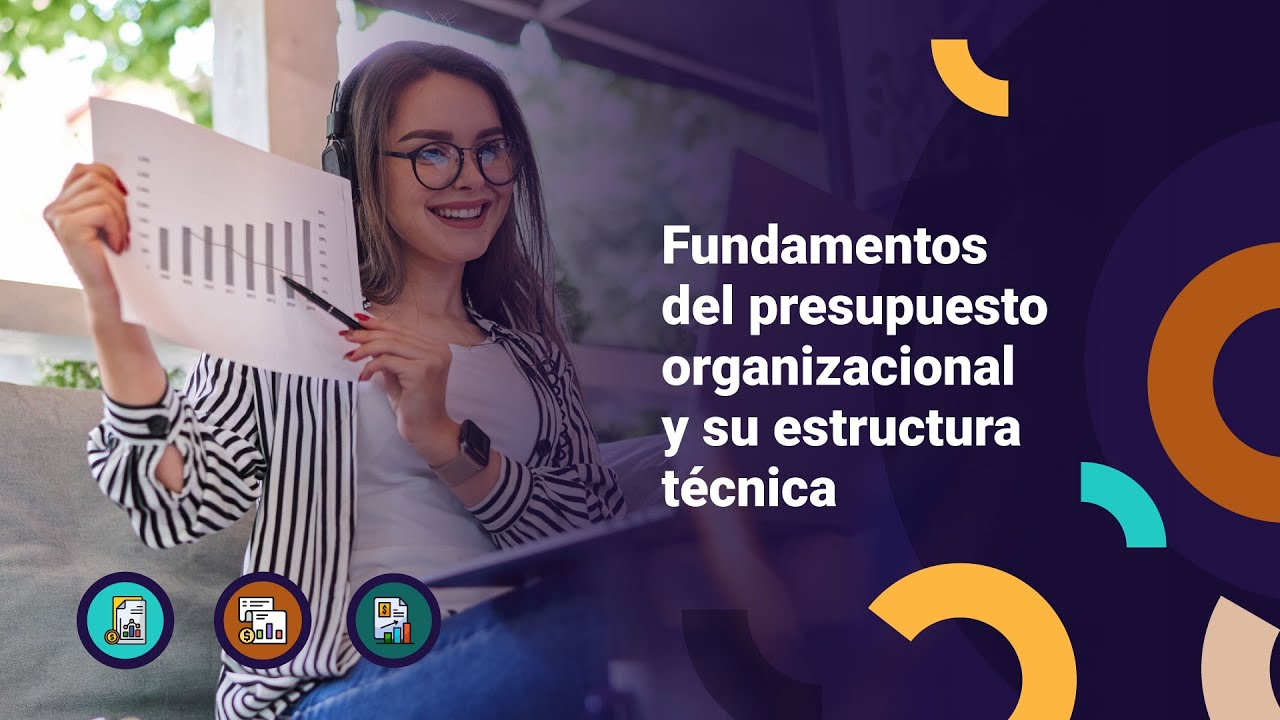 Fundamentos
del presupuesto
organizacional
y su estructura
técnica